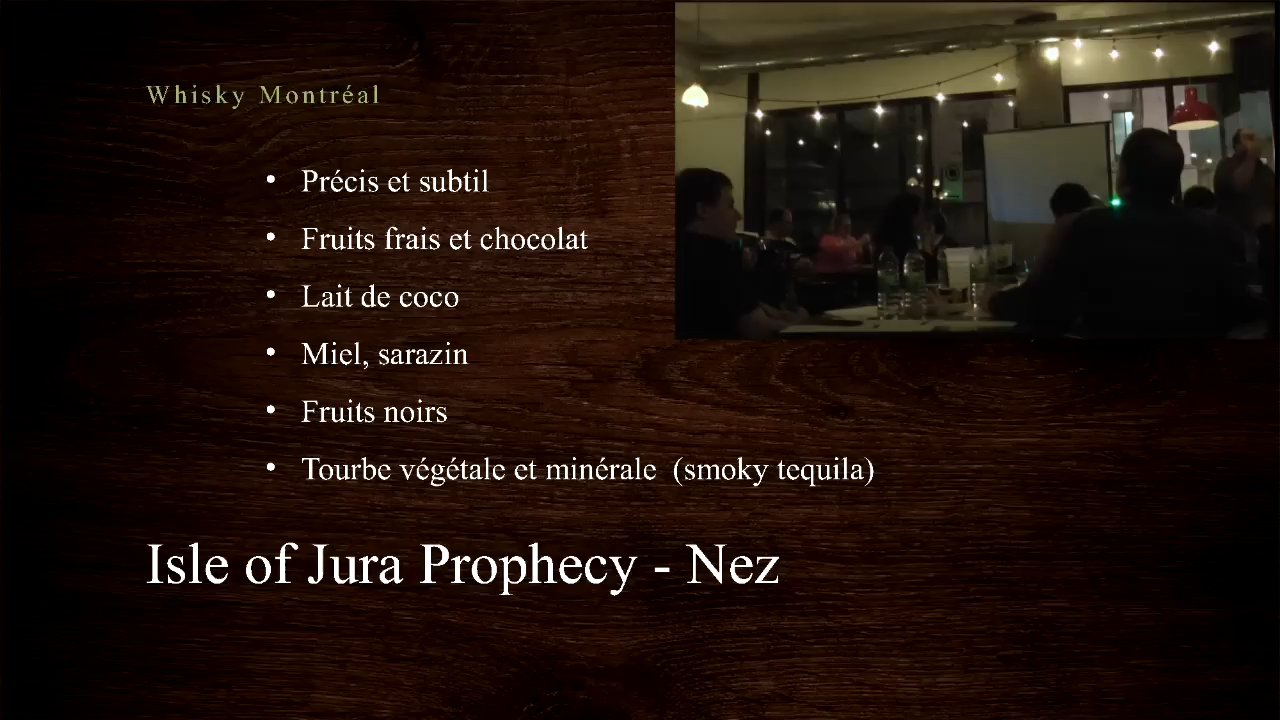 Whisky Montréal
• Précis et subtil
• Fruits frais et chocolat
• Lait de coco
• Miel, sarazin
• Fruits noirs
• Tourbe végétale et minérale (smoky tequila)
Isle of Jura Prophecy - Nez